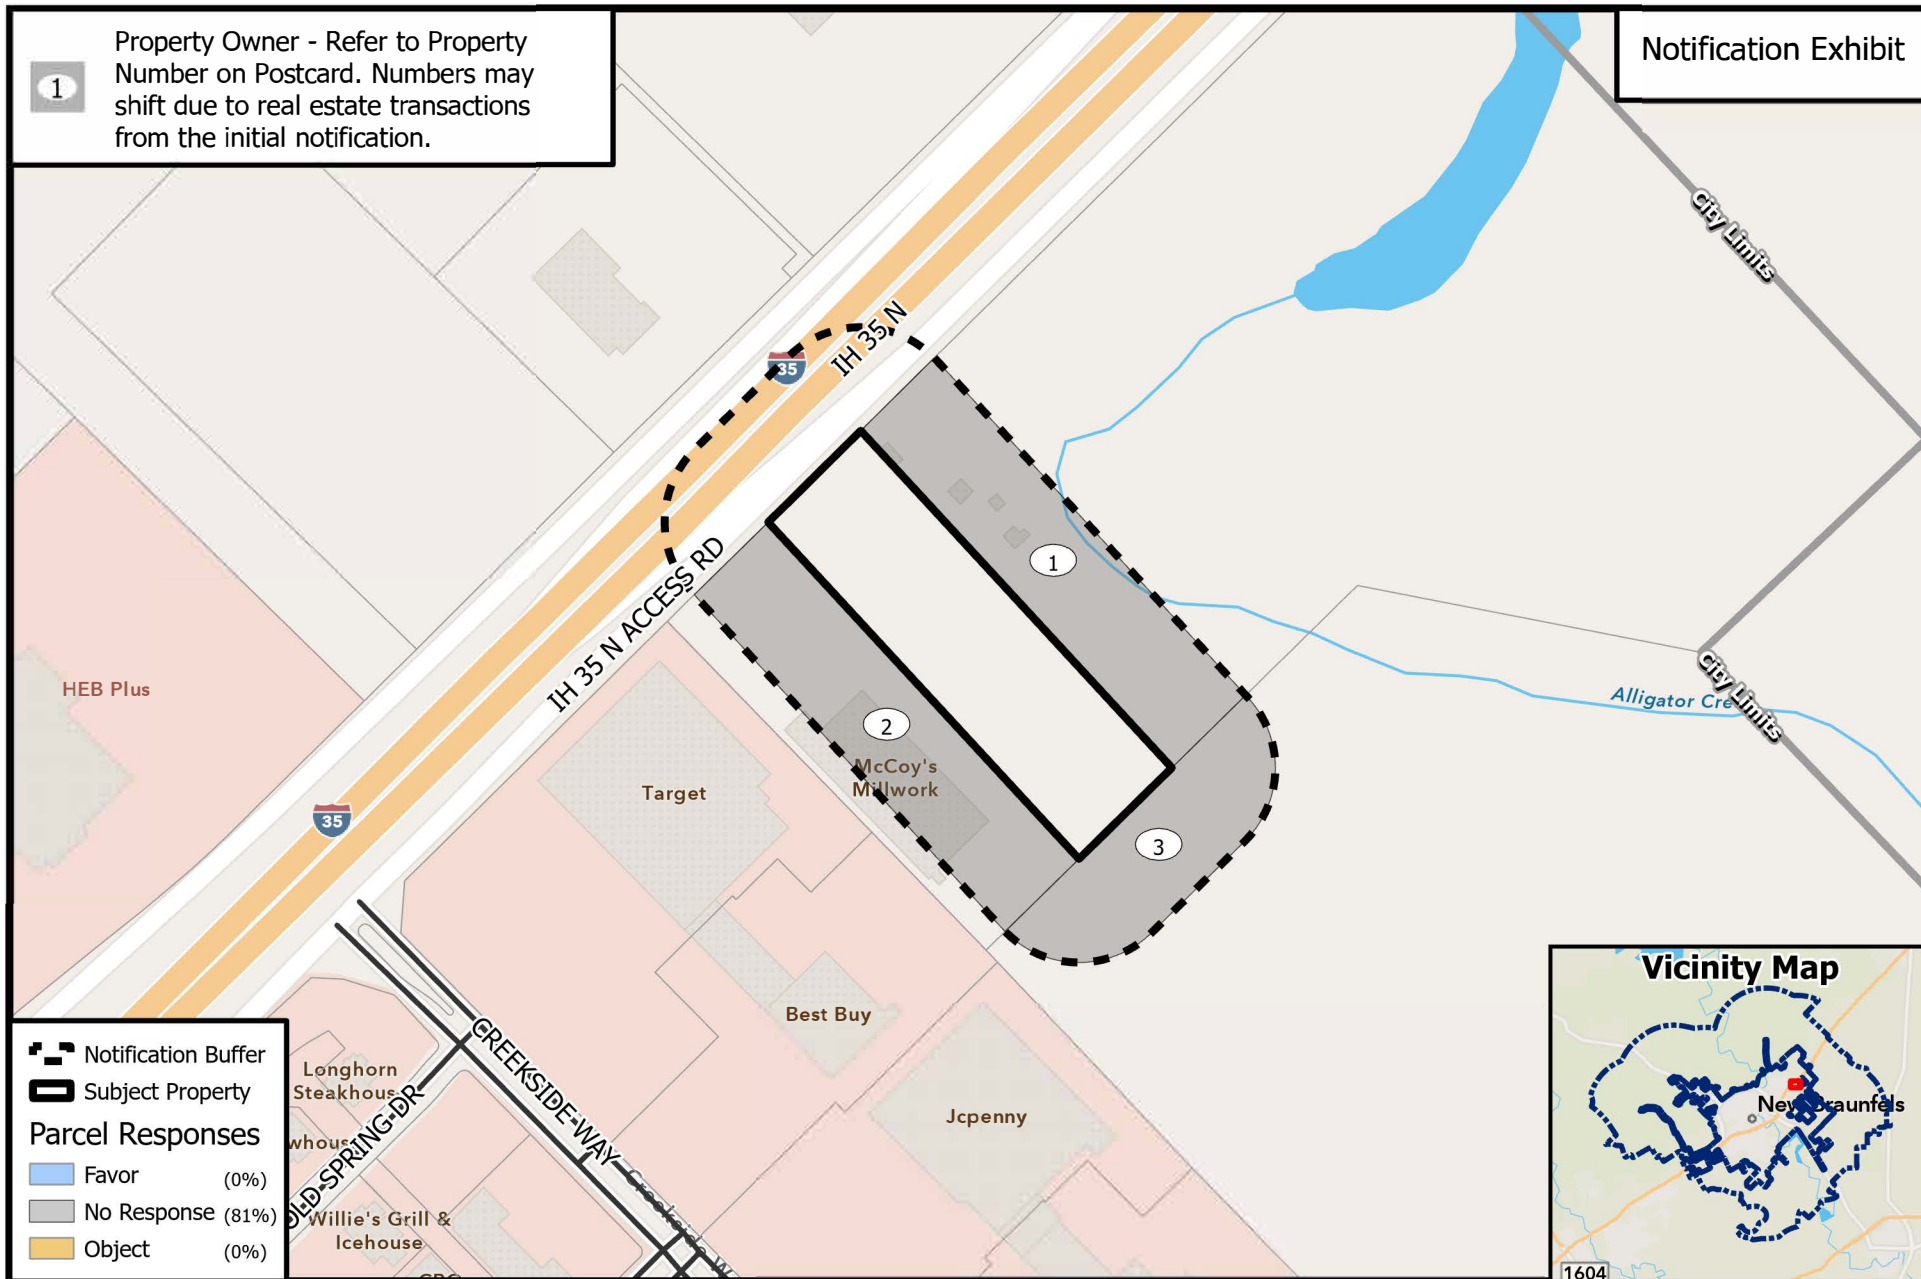 1
Property Owner - Refer to Property
Number on Postcard. Numbers may
shift due to real estate transactions
from the initial notification.
Notification Exhibit
City Limits
IH 35 N
35
IH 35 N ACCESS RD
1
2
3
HEB Plus
Target
McCoy's
Millwork
Alligator Cre
City Limits
35
Best Buy
Jcpenny
CREEKSIDE WAY
Creekside W
OLD SPRING DR
Longhorn
Steakhous
whous
Willie's Grill &
Icehouse
Notification Buffer
Subject Property
Parcel Responses
Favor (0%)
No Response (81%)
Object (0%)
Vicinity Map
New Braunfels
1604